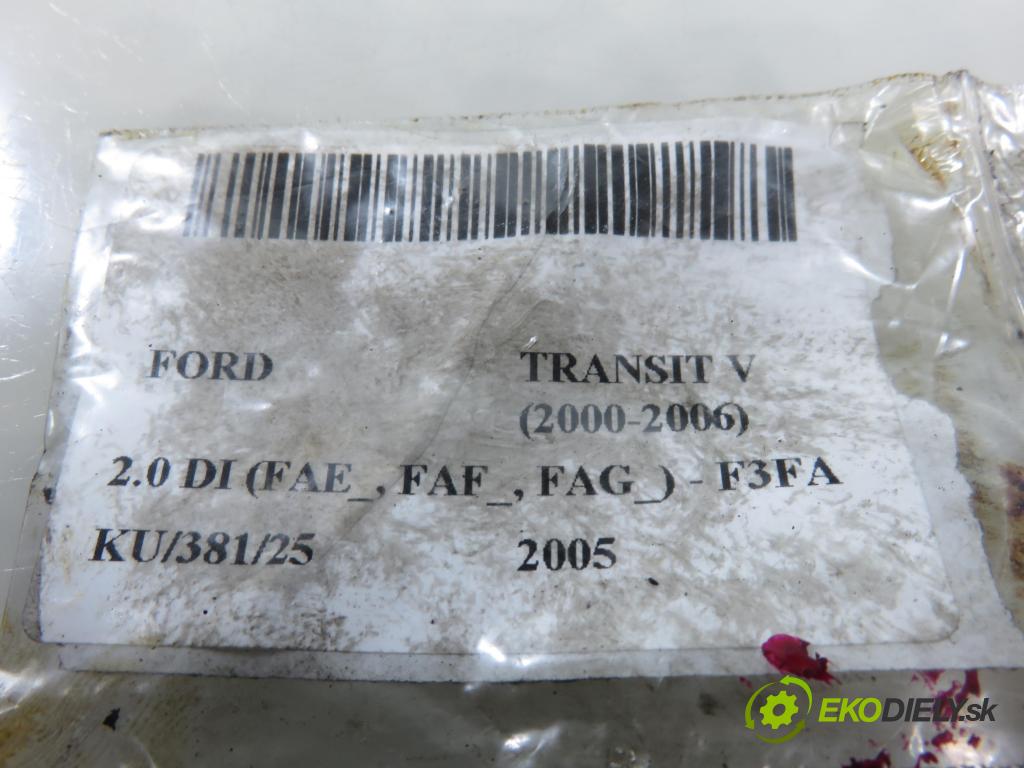 FORD TRANSIT V
(2000-2006)
2.0 DI (FAE_, FAF_, FAG_) - F3FA
KU/381/25 2005
EKODIELY.sk